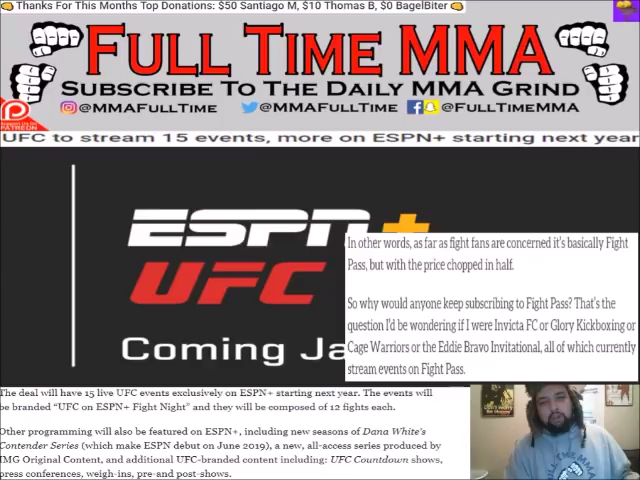 Thanks For This Months Top Donations: $50 Santiago M, $10 Thomas B, $0 BagelBiter
FULL TIME MMA
SUBSCRIBE TO THE DAILY MMA GRIND
@MMAFULLTIME @MMAFULLTIME @FULLTIMEMMA
PATREON
UFC to stream 15 events, more on ESPN+ starting next year
ESPN+
UFC
Coming Ja
In other words, as far as fight fans are concerned it's basically Fight
Pass, but with the price chopped in half.
So why would anyone keep subscribing to Fight Pass? That's the
question I'd be wondering if I were Invicta FC or Glory Kickboxing or
Cage Warriors or the Eddie Bravo Invitational, all of which currently
stream events on Fight Pass.
The deal will have 15 live UFC events exclusively on ESPN+ starting next year. The events will
be branded "UFC on ESPN+ Fight Night" and they will be composed of 12 fights each.
Other programming will also be featured on ESPN+, including new seasons of Dana White's
Contender Series (which make ESPN debut on June 2019), a new, all-access series produced by
IMG Original Content, and additional UFC-branded content including: UFC Countdown shows,
press conferences, weigh-ins, pre-and post-shows.